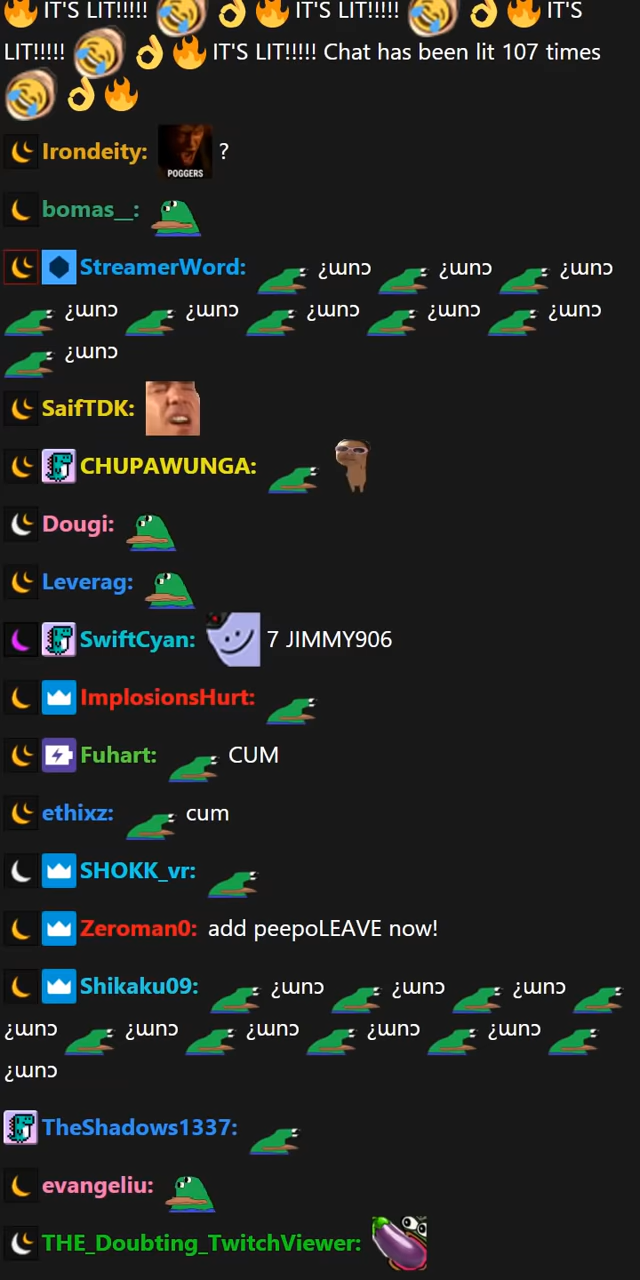 IT'S LIT!!!!! IT'S LIT!!!!! IT'S
LIT!!!!! IT'S LIT!!!!! Chat has been lit 107 times
Irondeity: POGGERS ?
bomas__:
StreamerWord: ¿ɯnɔ ¿ɯnɔ ¿ɯnɔ
¿ɯnɔ ¿ɯnɔ ¿ɯnɔ ¿ɯnɔ ¿ɯnɔ
¿ɯnɔ
SaifTDK:
CHUPAWUNGA:
Dougi:
Leverag:
SwiftCyan: 7 JIMMY906
ImplosionsHurt:
Fuhart: CUM
ethixz: cum
SHOKK_vr:
Zeroman0: add peepoLEAVE now!
Shikaku09: ¿ɯnɔ ¿ɯnɔ ¿ɯnɔ
¿ɯnɔ ¿ɯnɔ ¿ɯnɔ ¿ɯnɔ ¿ɯnɔ
¿ɯnɔ
TheShadows1337:
evangeliu:
THE_Doubting_TwitchViewer: